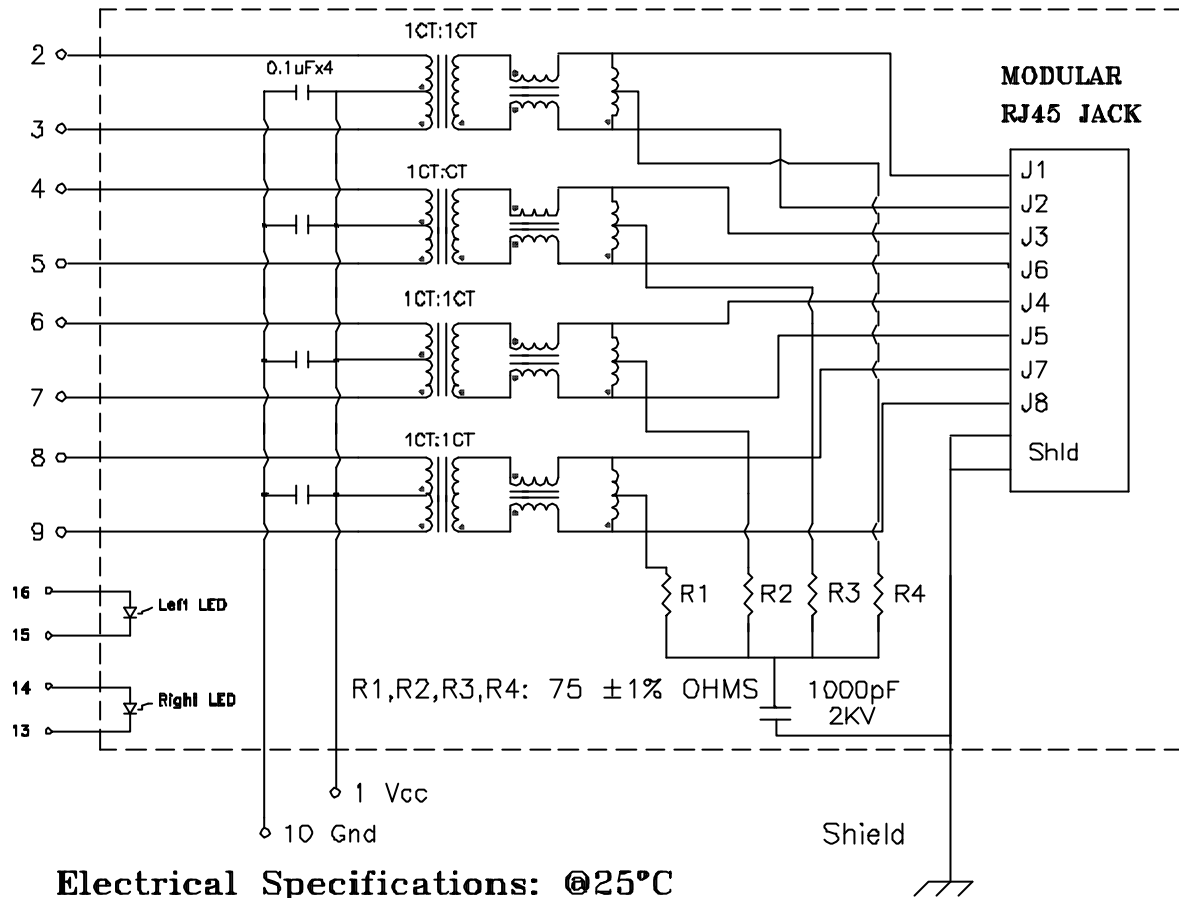 1CT:1CT
2
0.1uFx4
MODULAR
RJ45 JACK
3
J1
1CT:CT
4
J2
J3
5
J6
1CT:1CT
J4
6
J5
J7
7
J8
1CT:1CT
8
Shld
9
16
Left LED
R1
R2
R3
R4
15
14
Right LED
R1,R2,R3,R4: 75 ±1% OHMS
1000pF
2KV
13
1 Vcc
10 Gnd
Shield
Electrical Specifications: @25°C